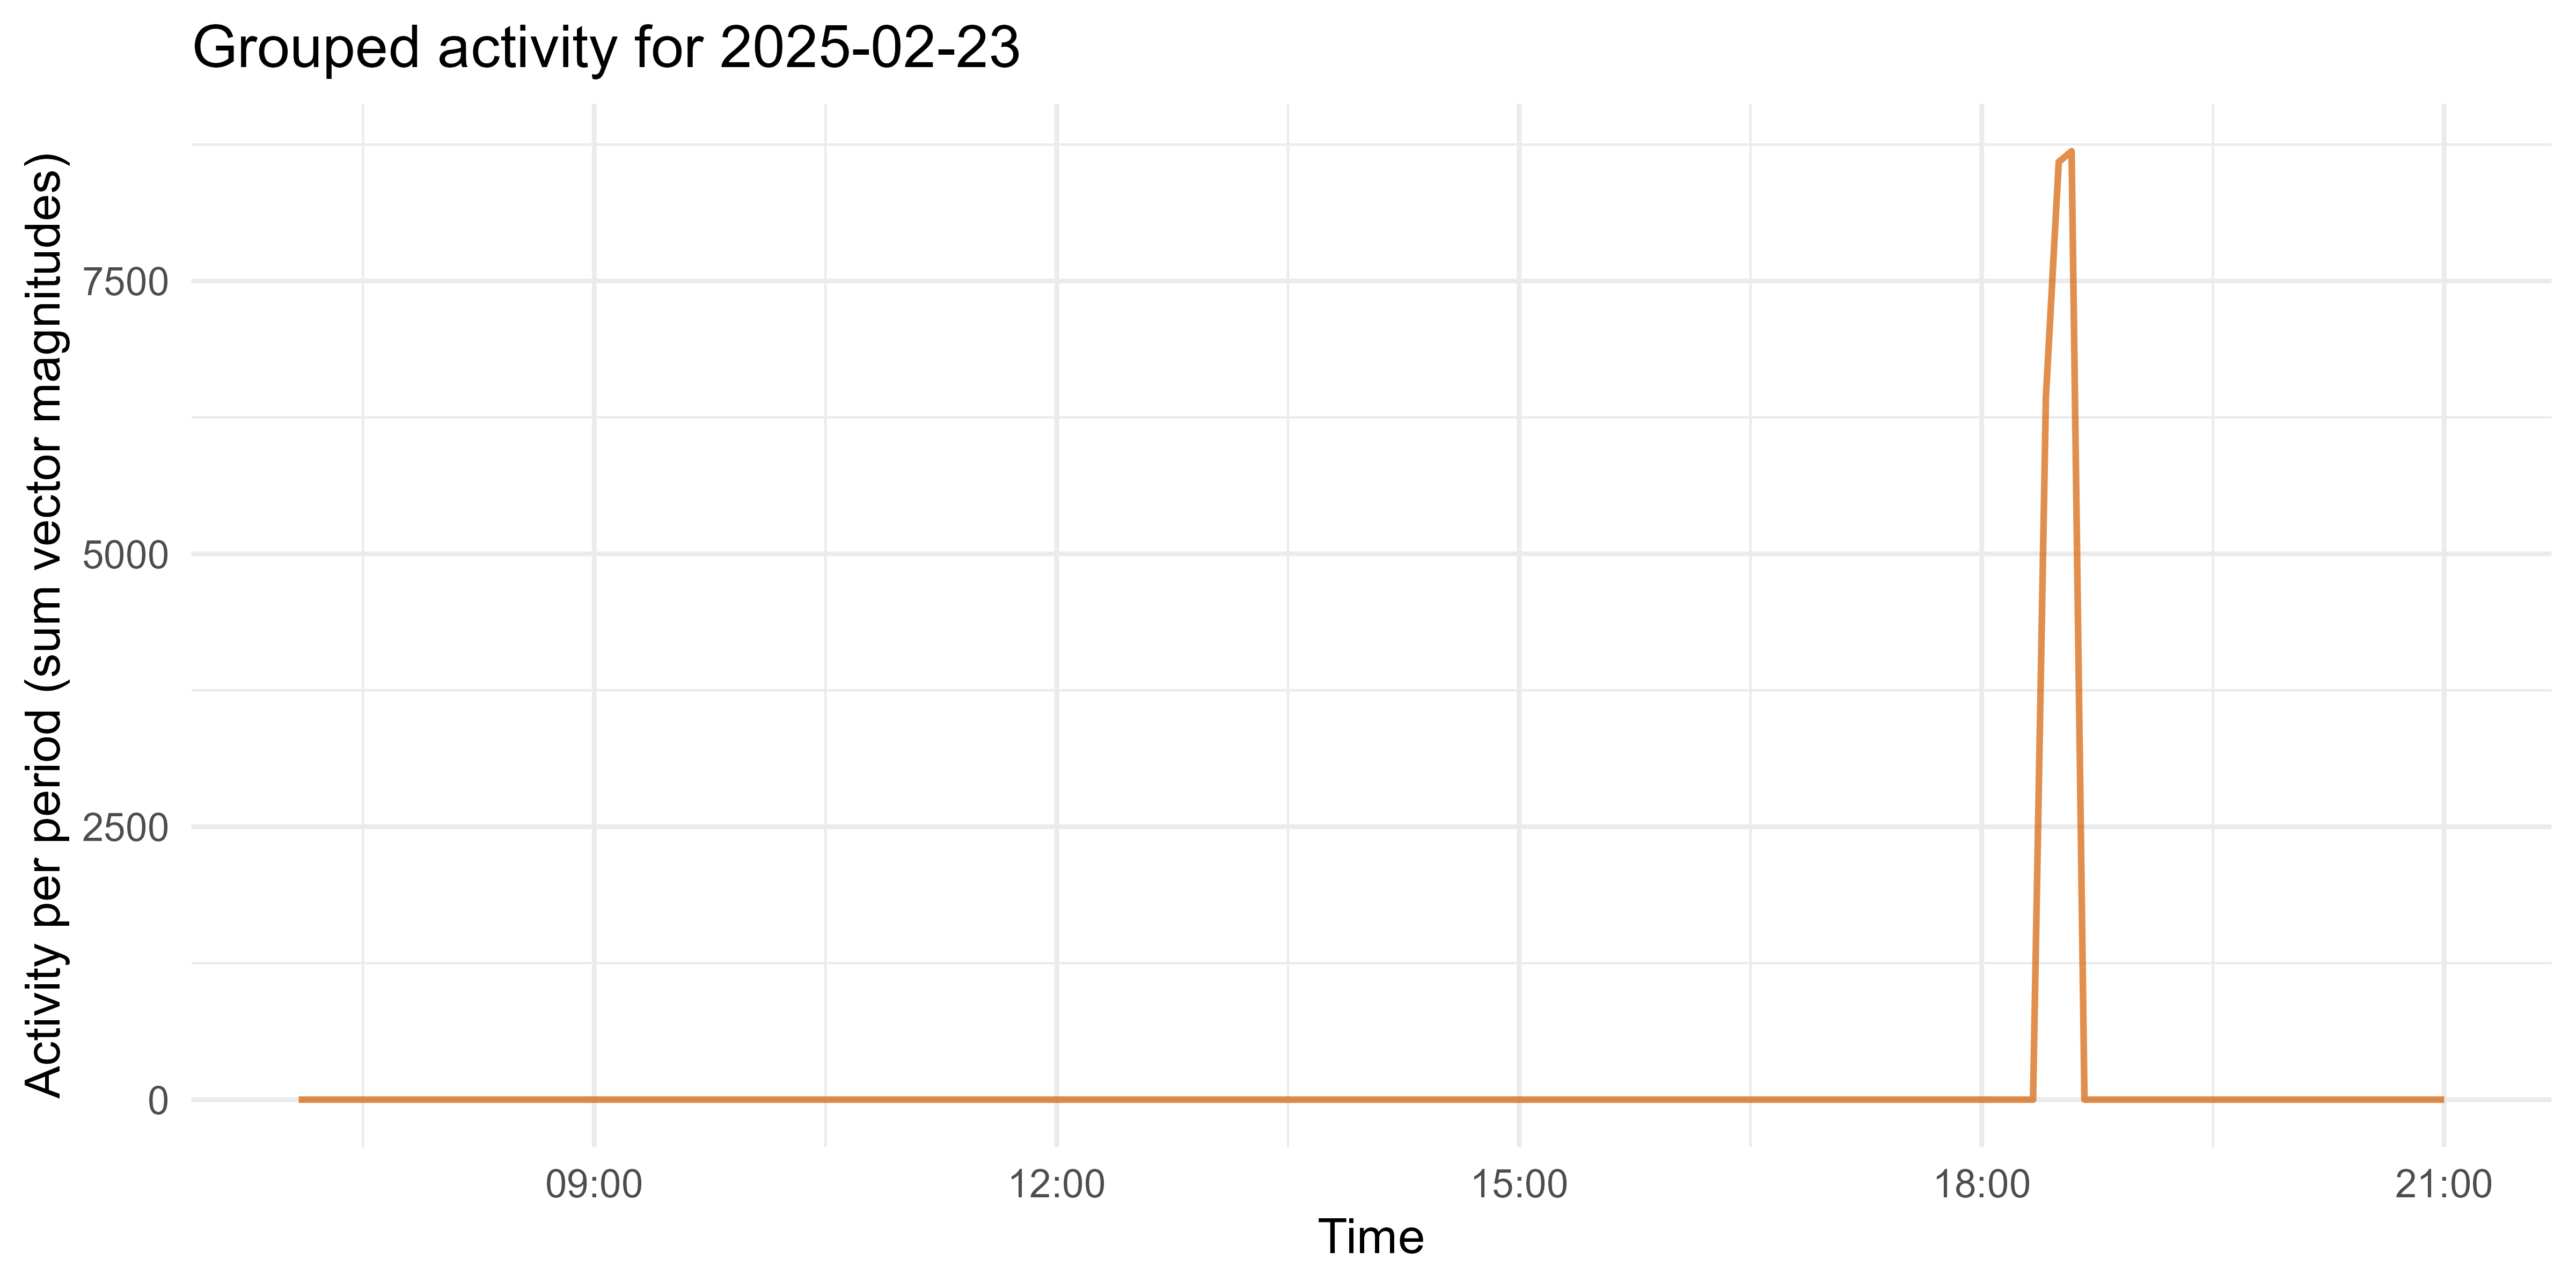 Grouped activity for 2025-02-23
Activity per period (sum vector magnitudes)
7500
5000
2500
0
09:00 12:00 15:00 18:00 21:00
Time